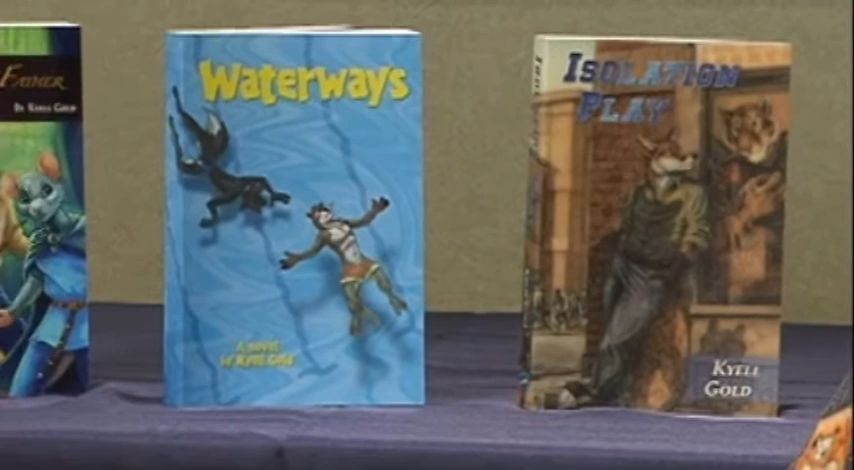 FATHER
BY KYELL GOLD
Waterways
A novel
by Kyell Gold
ISOLATION
PLAY
KYELL
GOLD